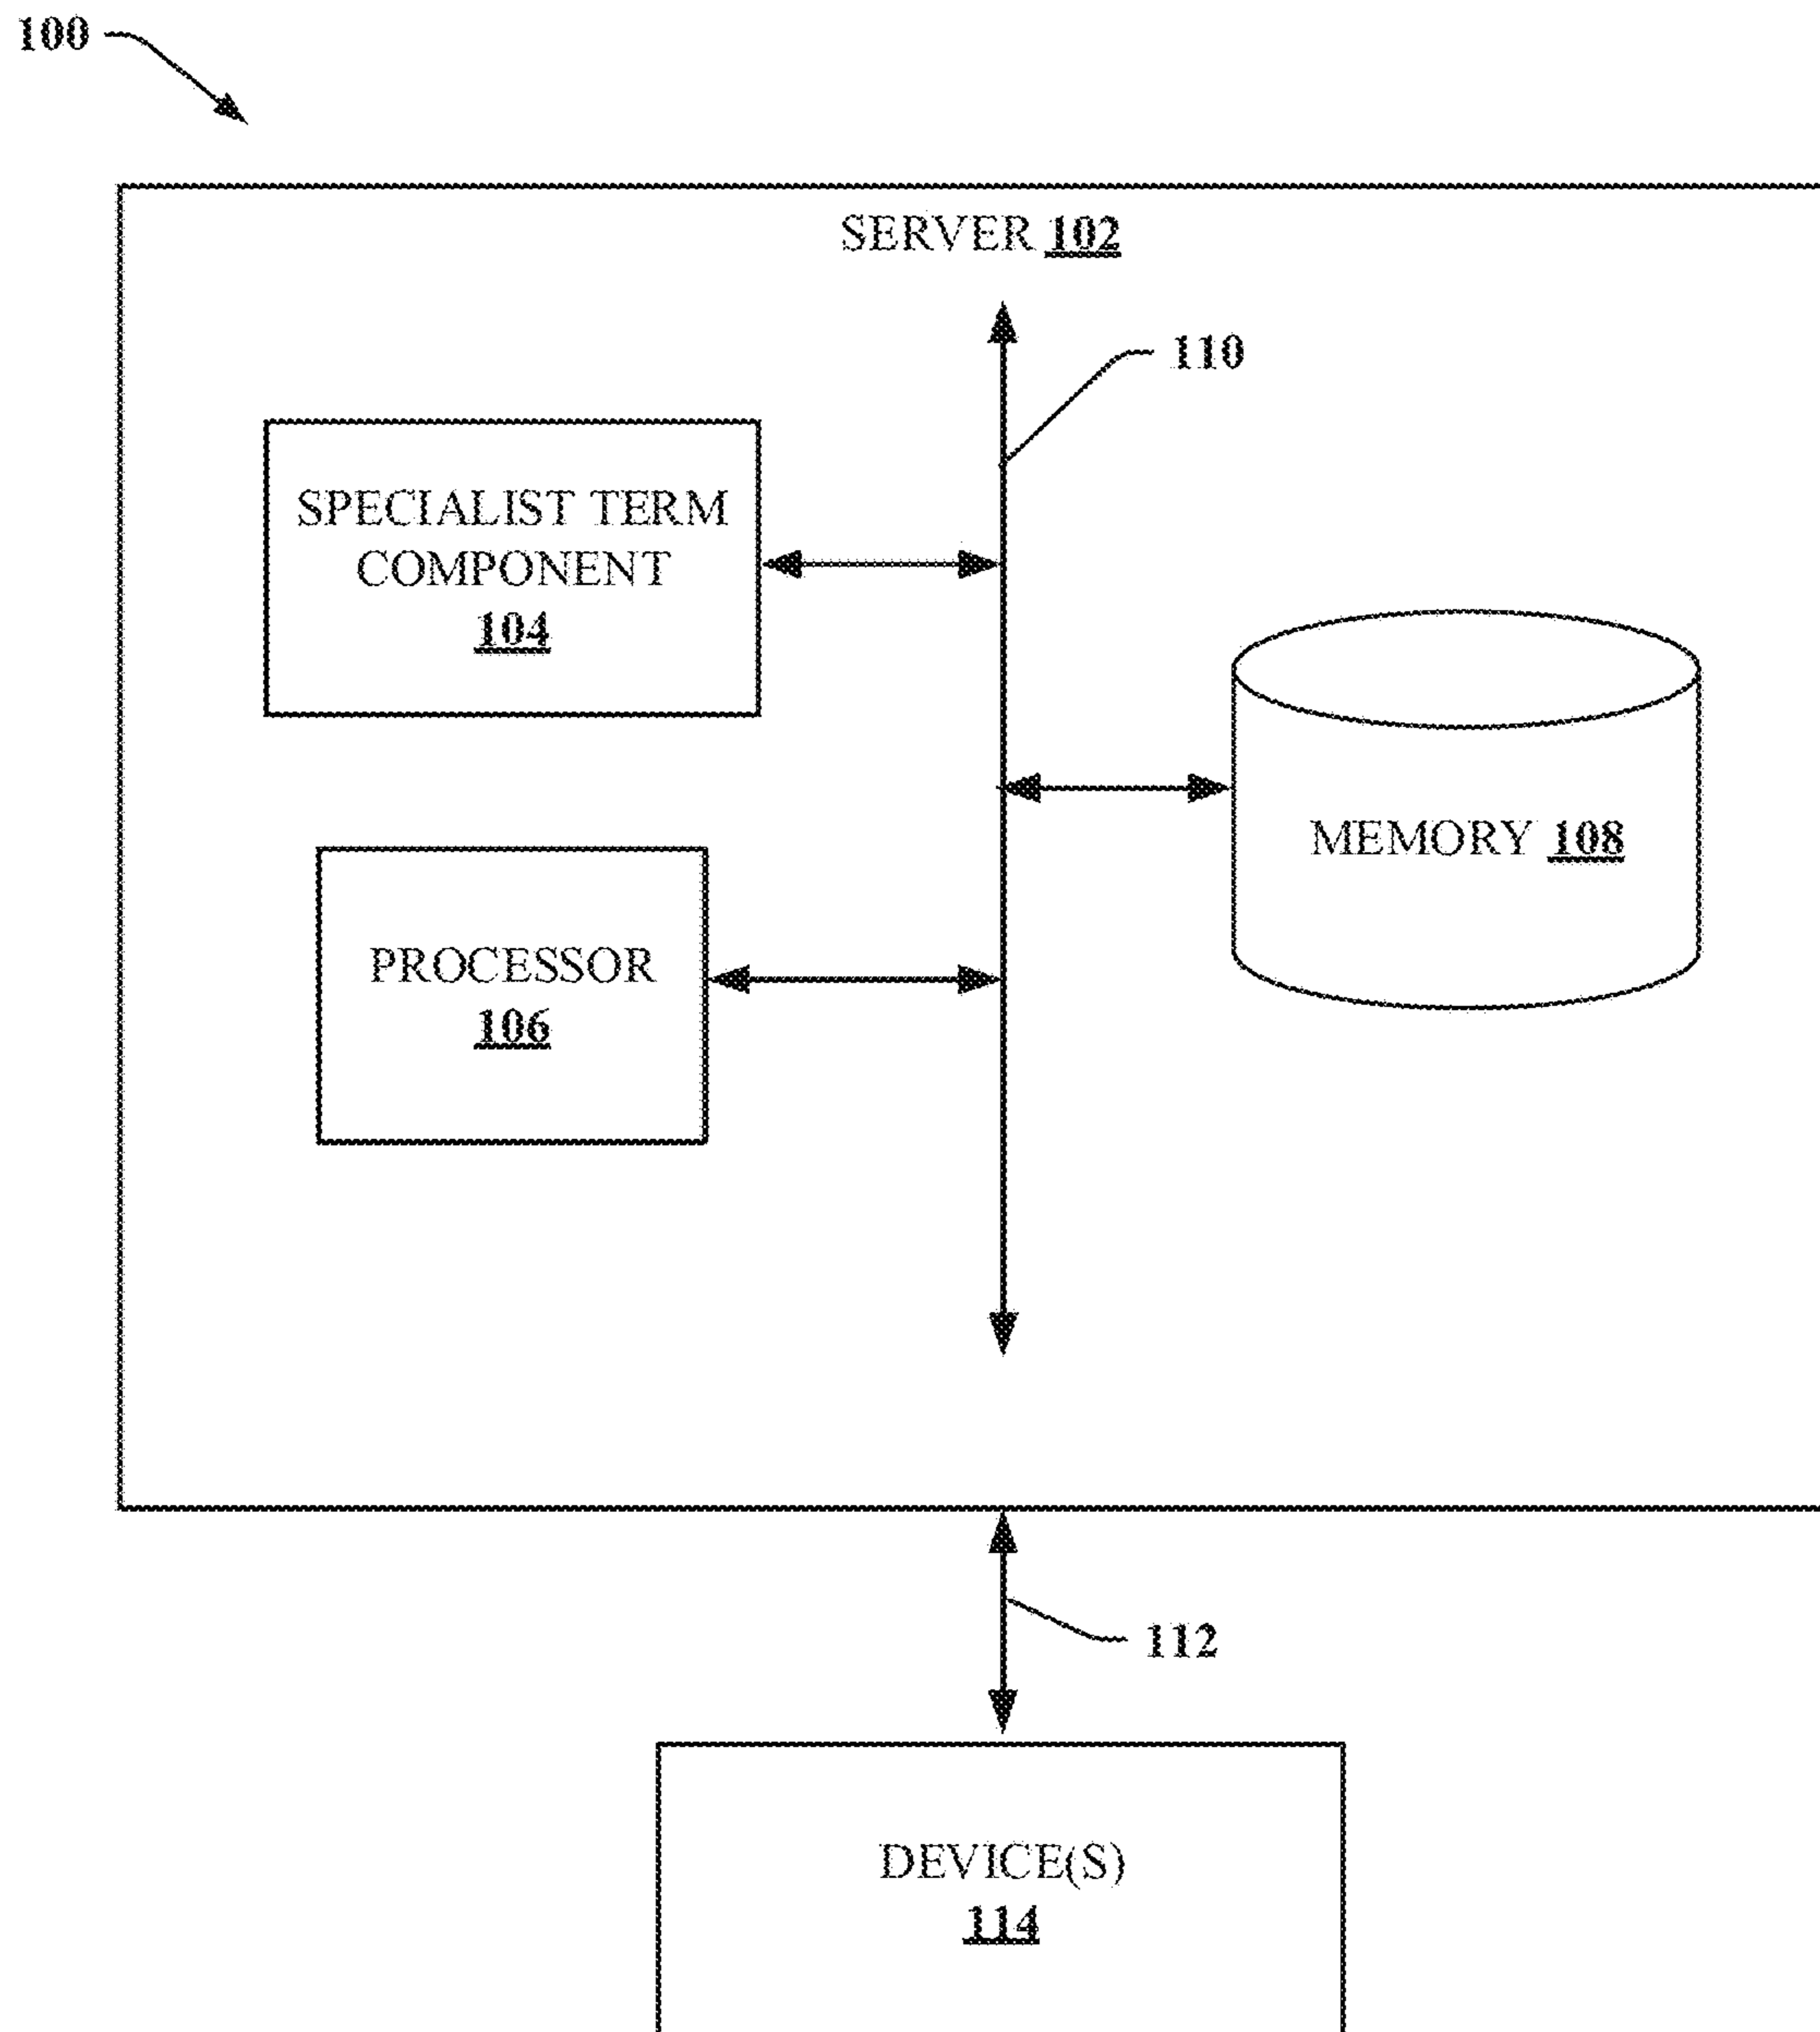 100
SERVER 102
110
SPECIALIST TERM
COMPONENT
104
MEMORY 108
PROCESSOR
106
112
DEVICE(S)
114